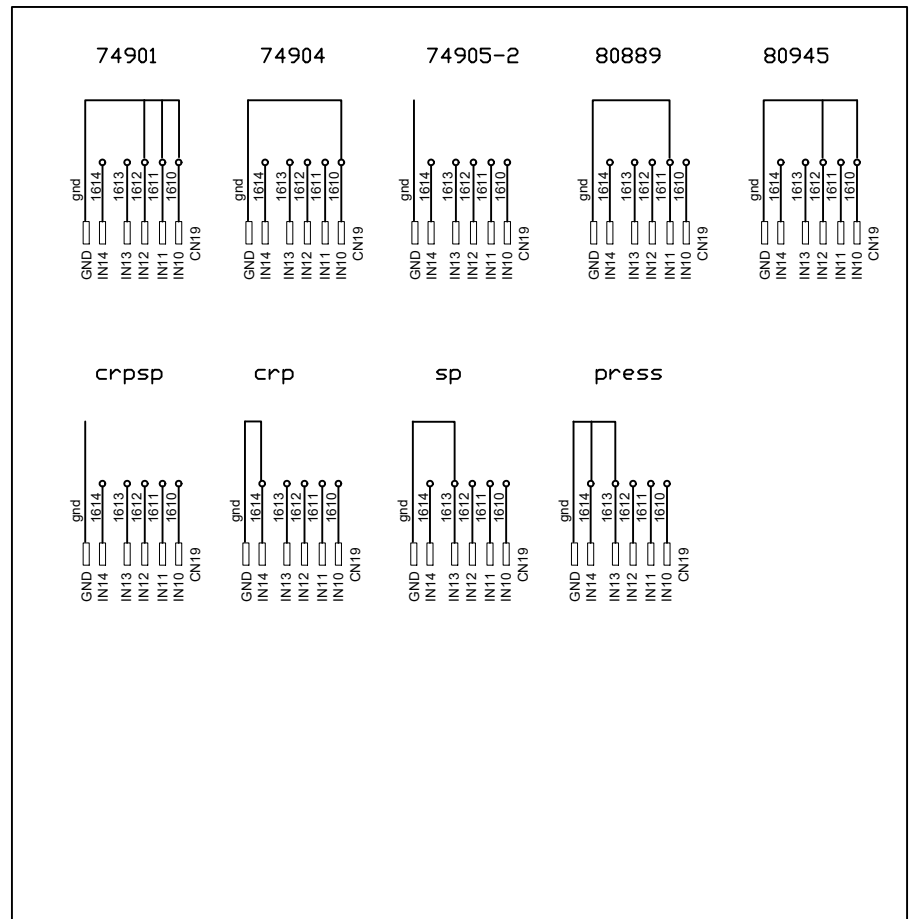 74901 74904 74905-2 80889 80945
gnd 1614 1613 1612 1611 1610 gnd 1614 1613 1612 1611 1610 gnd 1614 1613 1612 1611 1610 gnd 1614 1613 1612 1611 1610 gnd 1614 1613 1612 1611 1610
GND IN14 IN13 IN12 IN11 IN10 CN19 GND IN14 IN13 IN12 IN11 IN10 CN19 GND IN14 IN13 IN12 IN11 IN10 CN19 GND IN14 IN13 IN12 IN11 IN10 CN19 GND IN14 IN13 IN12 IN11 IN10 CN19
crpsp crp sp press
gnd 1614 1613 1612 1611 1610 gnd 1614 1613 1612 1611 1610 gnd 1614 1613 1612 1611 1610 gnd 1614 1613 1612 1611 1610
GND IN14 IN13 IN12 IN11 IN10 CN19 GND IN14 IN13 IN12 IN11 IN10 CN19 GND IN14 IN13 IN12 IN11 IN10 CN19 GND IN14 IN13 IN12 IN11 IN10 CN19